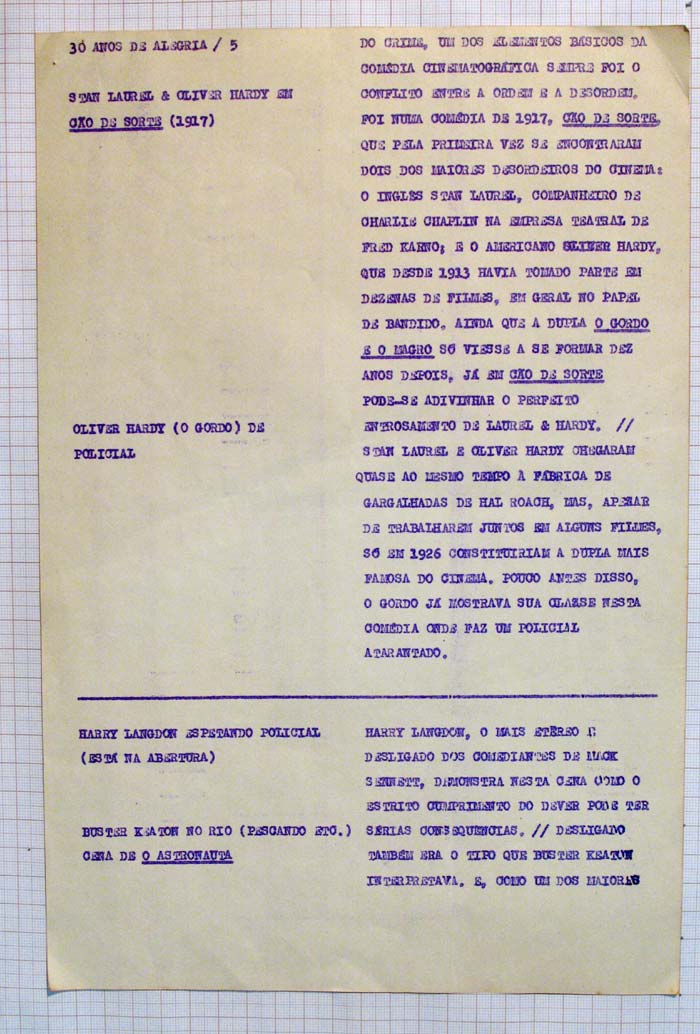 30 ANOS DE ALEGRIA / 5
STAN LAUREL & OLIVER HARDY EM
CÃO DE SORTE (1917)
OLIVER HARDY (O GORDO) DE
POLICIAL
DO CRIME, UM DOS ELEMENTOS BÁSICOS DA
COMÉDIA CINEMATOGRÁFICA SEMPRE FOI O
CONFLITO ENTRE A ORDEM E A DESORDEM.
FOI NUMA COMÉDIA DE 1917, CÃO DE SORTE,
QUE PELA PRIMEIRA VEZ SE ENCONTRARAM
DOIS DOS MAIORES DESORDEIROS DO CINEMA:
O INGLÊS STAN LAUREL, COMPANHEIRO DE
CHARLIE CHAPLIN NA EMPRESA TEATRAL DE
FRED KARNO; E O AMERICANO OLIVER HARDY,
QUE DESDE 1913 HAVIA TOMADO PARTE EM
DEZENAS DE FILMES, EM GERAL NO PAPEL
DE BANDIDO. AINDA QUE A DUPLA O GORDO
E O MAGRO SÓ VIESSE A SE FORMAR DEZ
ANOS DEPOIS, JÁ EM CÃO DE SORTE
PODE-SE ADIVINHAR O PERFEITO
ENTROSAMENTO DE LAUREL & HARDY. //
STAN LAUREL E OLIVER HARDY CHEGARAM
QUASE AO MESMO TEMPO À FÁBRICA DE
GARGALHADAS DE HAL ROACH, MAS, APESAR
DE TRABALHAREM JUNTOS EM ALGUNS FILMES,
SÓ EM 1926 CONSTITUIRIAM A DUPLA MAIS
FAMOSA DO CINEMA. POUCO ANTES DISSO,
O GORDO JÁ MOSTRAVA SUA CLASSE NESTA
COMÉDIA ONDE FAZ UM POLICIAL
ATARANTADO.
HARRY LANGDON ESPETANDO POLICIAL
(ESTÁ NA ABERTURA)
BUSTER KEATON NO RIO (PESCANDO ETC.)
CENA DE O ASTRONAUTA
HARRY LANGDON, O MAIS ETÉREO E
DESLIGADO DOS COMEDIANTES DE MACK
SENNETT, DEMONSTRA NESTA CENA COMO O
ESTRITO CUMPRIMENTO DO DEVER PODE TER
SÉRIAS CONSEQUÊNCIAS. // DESLIGADO
TAMBÉM ERA O TIPO QUE BUSTER KEATON
INTERPRETAVA. E, COMO UM DOS MAIORES